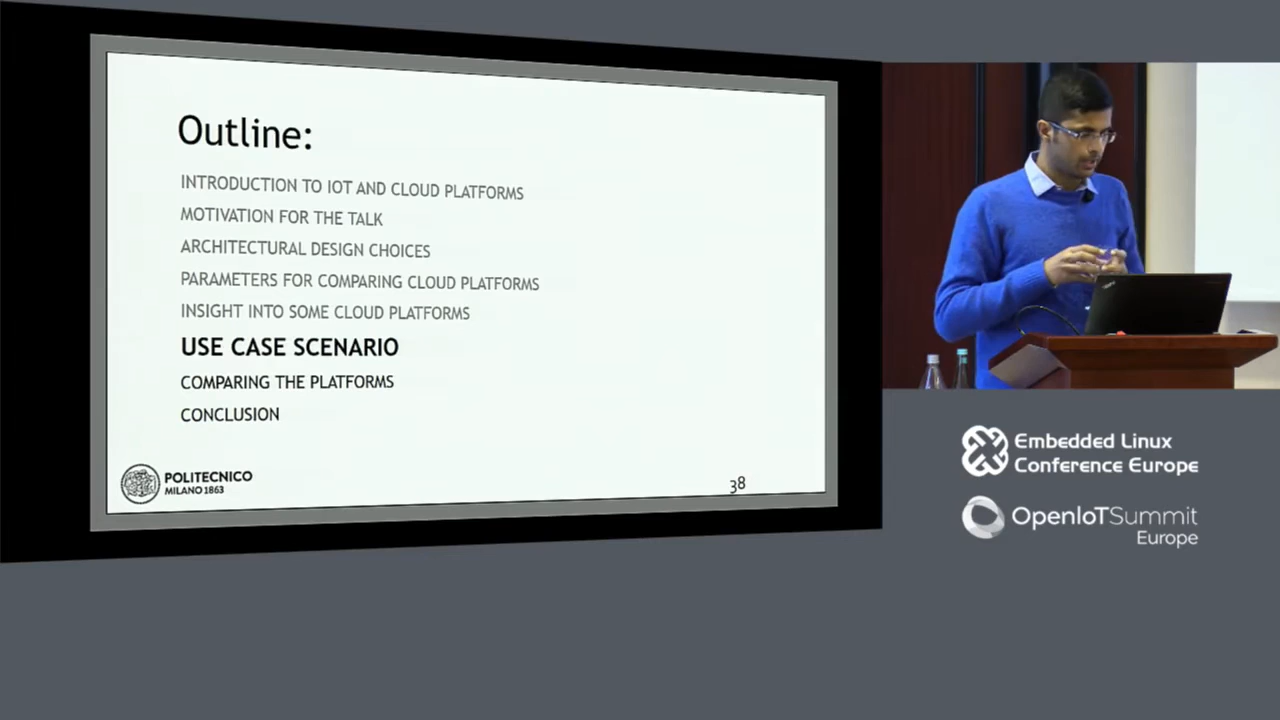 Outline:
INTRODUCTION TO IOT AND CLOUD PLATFORMS
MOTIVATION FOR THE TALK
ARCHITECTURAL DESIGN CHOICES
PARAMETERS FOR COMPARING CLOUD PLATFORMS
INSIGHT INTO SOME CLOUD PLATFORMS
USE CASE SCENARIO
COMPARING THE PLATFORMS
CONCLUSION
POLITECNICO
MILANO 1863
38
Embedded Linux
Conference Europe
OpenIoTSummit
Europe